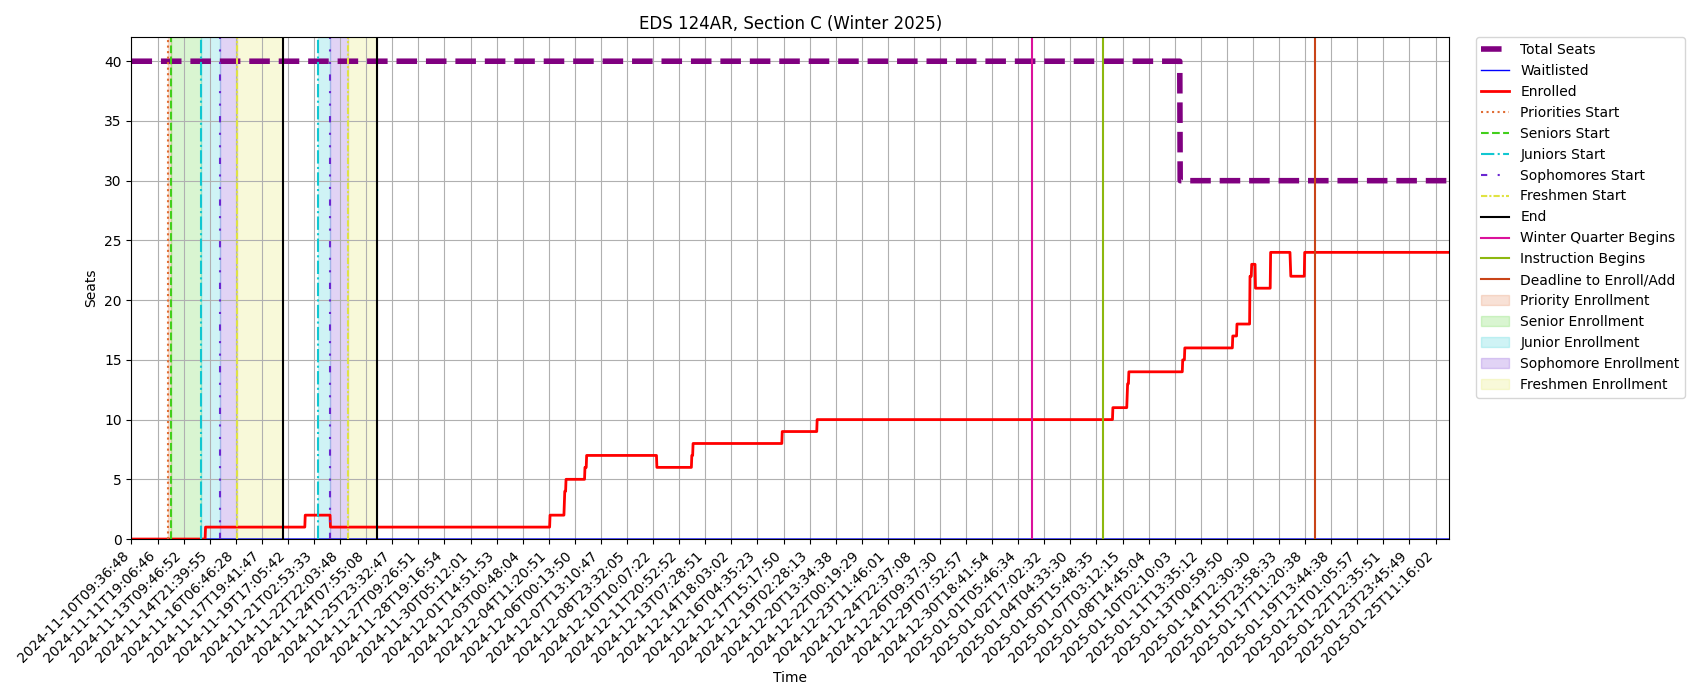 EDS 124AR, Section C (Winter 2025)
Seats
40
35
30
25
20
15
10
5
0
2024-11-10T09:36:48
2024-11-11T19:06:46
2024-11-13T09:46:52
2024-11-14T21:39:55
2024-11-16T06:46:28
2024-11-17T19:41:47
2024-11-19T17:05:42
2024-11-21T02:53:33
2024-11-22T22:03:48
2024-11-24T07:55:08
2024-11-25T23:32:47
2024-11-27T09:26:51
2024-11-28T19:16:54
2024-11-30T05:12:01
2024-12-01T14:51:53
2024-12-03T00:48:04
2024-12-04T11:20:51
2024-12-06T00:13:50
2024-12-07T13:10:47
2024-12-08T23:32:05
2024-12-10T10:07:22
2024-12-11T20:52:52
2024-12-13T07:28:51
2024-12-14T18:03:02
2024-12-16T04:35:23
2024-12-17T15:17:50
2024-12-19T02:28:13
2024-12-20T13:34:38
2024-12-22T00:19:29
2024-12-23T11:46:01
2024-12-24T22:37:08
2024-12-26T09:37:30
2024-12-29T07:52:57
2024-12-30T18:41:54
2025-01-01T05:46:34
2025-01-02T17:02:32
2025-01-04T04:33:30
2025-01-05T15:48:35
2025-01-07T03:12:15
2025-01-08T14:45:04
2025-01-10T02:10:03
2025-01-11T13:35:12
2025-01-13T00:59:50
2025-01-14T12:30:30
2025-01-15T23:58:33
2025-01-17T11:20:38
2025-01-19T13:44:38
2025-01-21T01:05:57
2025-01-22T12:35:51
2025-01-23T23:45:49
2025-01-25T11:16:02
Time
Total Seats
Waitlisted
Enrolled
Priorities Start
Seniors Start
Juniors Start
Sophomores Start
Freshmen Start
End
Winter Quarter Begins
Instruction Begins
Deadline to Enroll/Add
Priority Enrollment
Senior Enrollment
Junior Enrollment
Sophomore Enrollment
Freshmen Enrollment